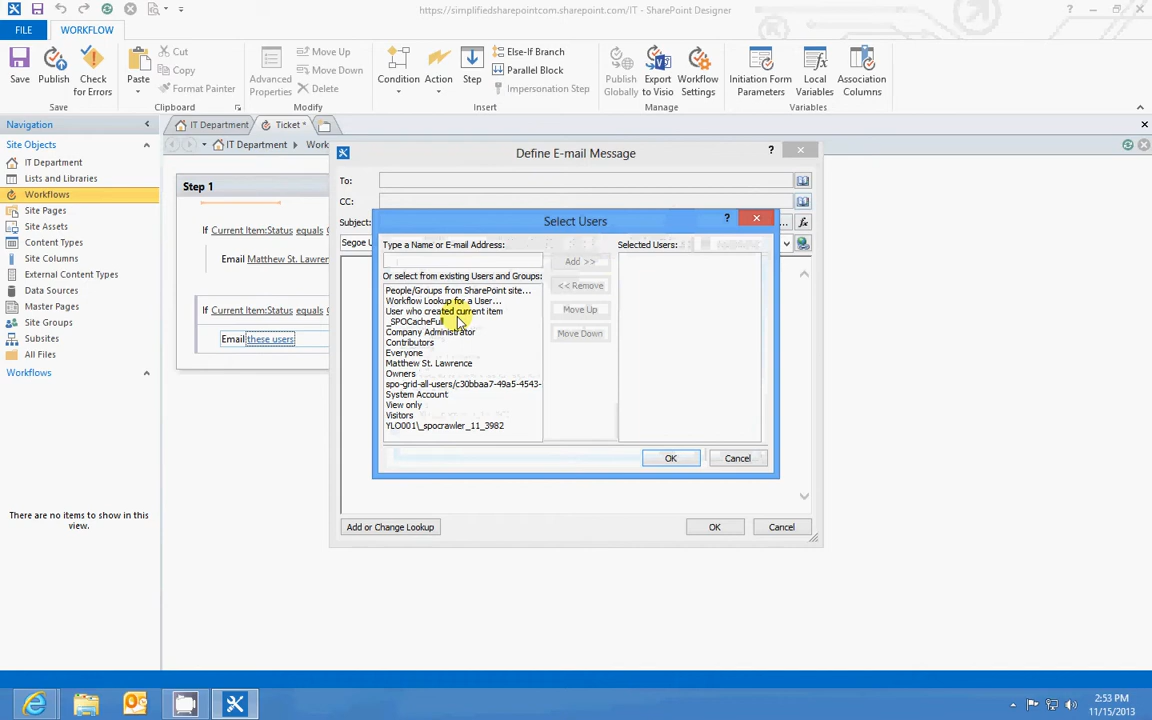 https://simplifiedsharepointcom.sharepoint.com/IT - SharePoint Designer
FILE
WORKFLOW
Save
Publish
Check for Errors
Save
Paste
Cut
Copy
Format Painter
Clipboard
Advanced Properties
Move Up
Move Down
Delete
Modify
Condition
Action
Step
Else-If Branch
Parallel Block
Impersonation Step
Insert
Publish Globally
Export to Visio
Workflow Settings
Manage
Initiation Form Parameters
Local Variables
Association Columns
Variables
Navigation
IT Department
Ticket *
Site Objects
IT Department
Lists and Libraries
Workflows
Site Pages
Site Assets
Content Types
Site Columns
External Content Types
Data Sources
Master Pages
Site Groups
Subsites
All Files
Workflows
There are no items to show in this
view.
IT Department
Work
Step 1
If Current Item:Status equals
Email Matthew St. Lawren
If Current Item:Status equals
Email these users
Define E-mail Message
?
To:
CC:
Subject:
... fx
Segoe U
Select Users
?
Type a Name or E-mail Address:
Or select from existing Users and Groups:
People/Groups from SharePoint site...
Workflow Lookup for a User...
User who created current item
_SPOCacheFull
Company Administrator
Contributors
Everyone
Matthew St. Lawrence
Owners
spo-grid-all-users/c30bbaa7-49a5-4543-
System Account
View only
Visitors
YLO001\_spocrawler_11_3982
Add >>
<< Remove
Move Up
Move Down
Selected Users:
OK
Cancel
Add or Change Lookup
OK
Cancel
2:53 PM
11/15/2013